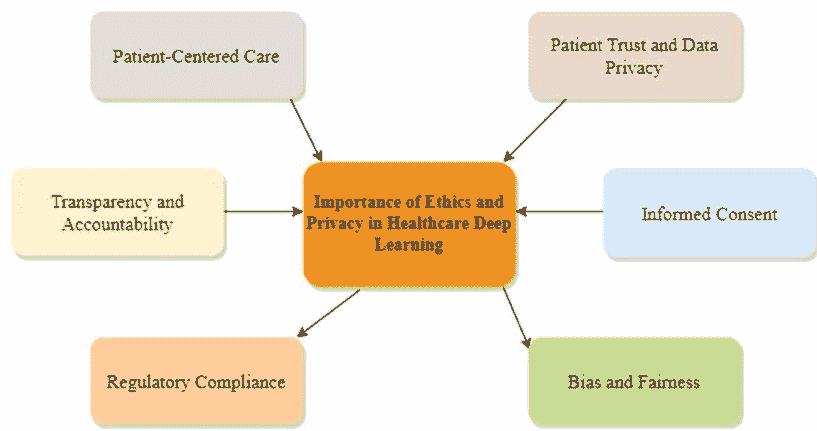 Patient-Centered Care
Patient Trust and Data
Privacy
Transparency and
Accountability
Importance of Ethics and
Privacy in Healthcare Deep
Learning
Informed Consent
Regulatory Compliance
Bias and Fairness